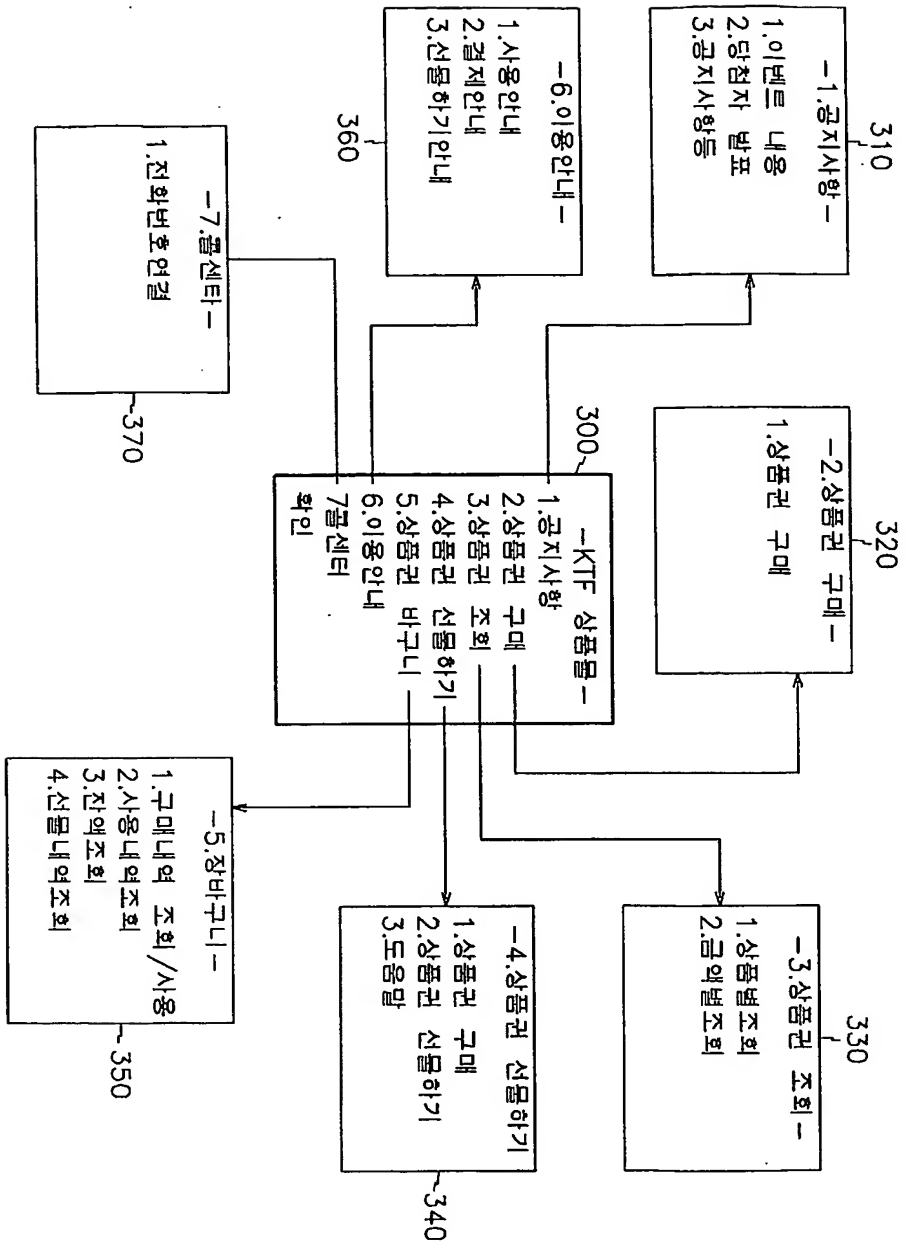 310
-1.공지사항-
1.이벤트 내용
2.당첨자 발표
3.공지사항등
320
-2.상품권 구매-
1.상품권 구매
330
-3.상품권 조회-
1.상품별조회
2.금액별조회
-6.이용안내-
1.사용안내
2.결제안내
3.선물하기안내
360
300
-KTF 상품몰-
1.공지사항
2.상품권 구매
3.상품권 조회
4.상품권 선물하기
5.상품권 바구니
6.이용안내
7콜센터
확인
-4.상품권 선물하기
1.상품권 구매
2.상품권 선물하기
3.도움말
340
-7.콜센타-
1.전화번호연결
370
-5.장바구니-
1.구매내역 조회/사용
2.사용내역조회
3.잔액조회
4.선물내역조회
350